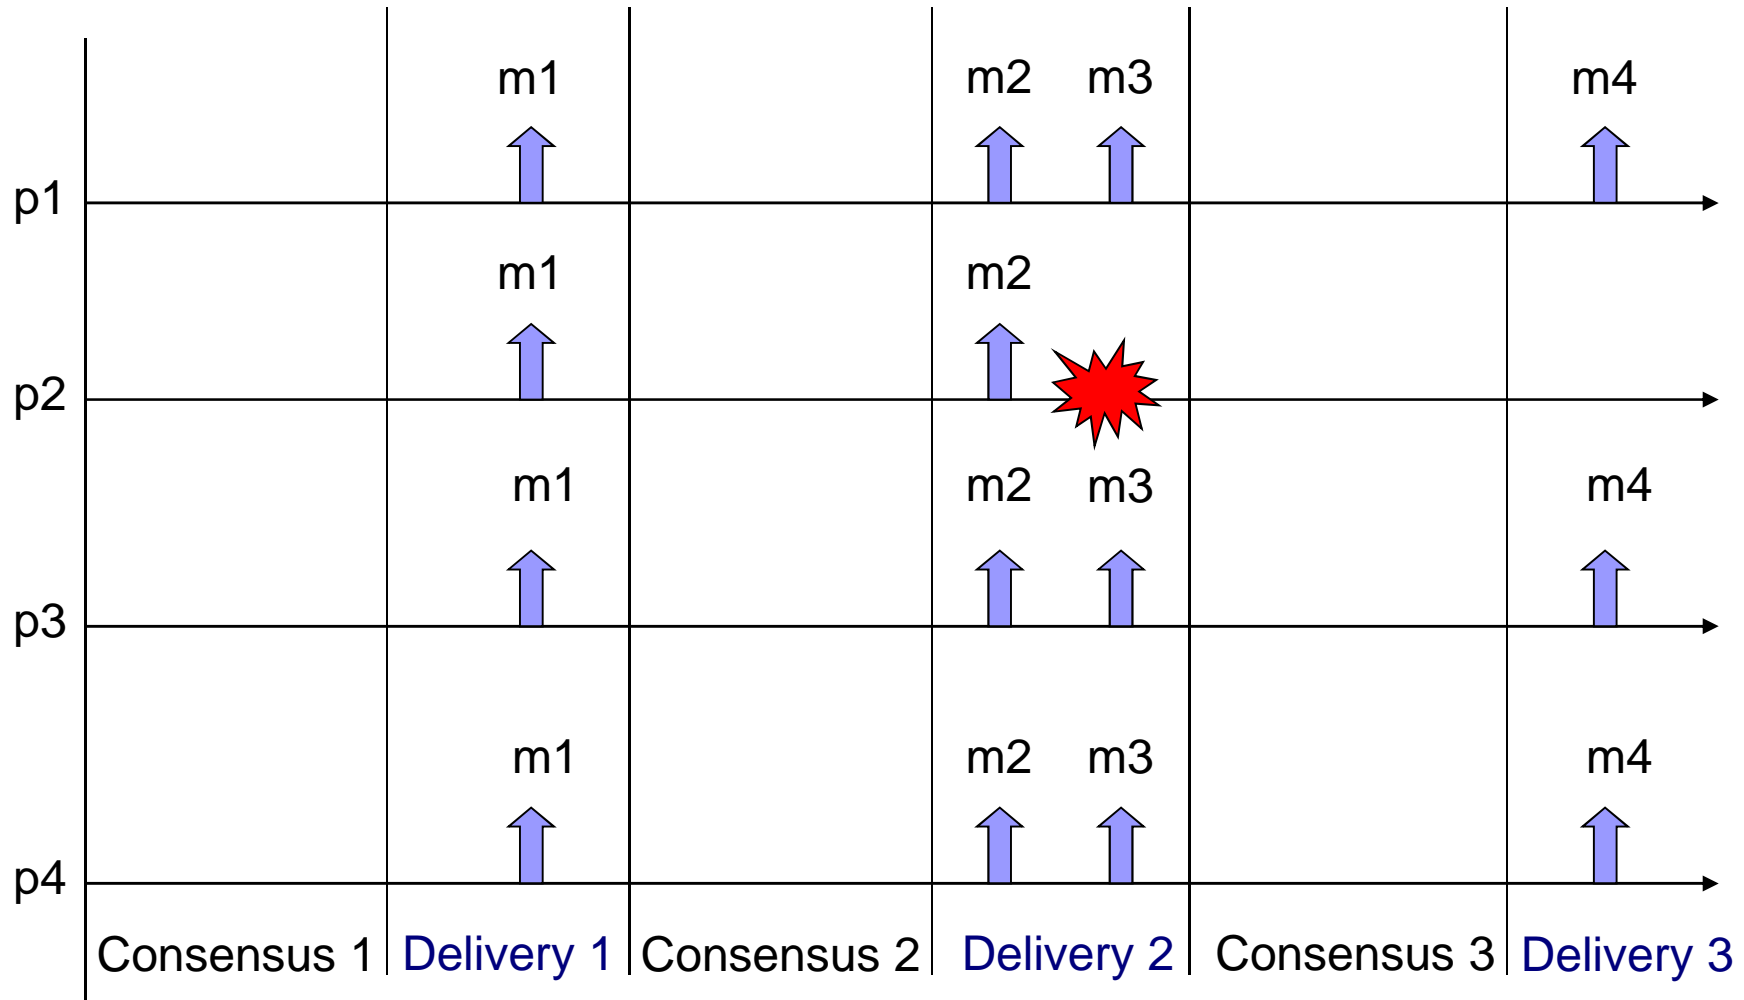 m1 m2 m3 m4
p1
m1 m2
p2
m1 m2 m3 m4
p3
m1 m2 m3 m4
p4
Consensus 1 Delivery 1 Consensus 2 Delivery 2 Consensus 3 Delivery 3